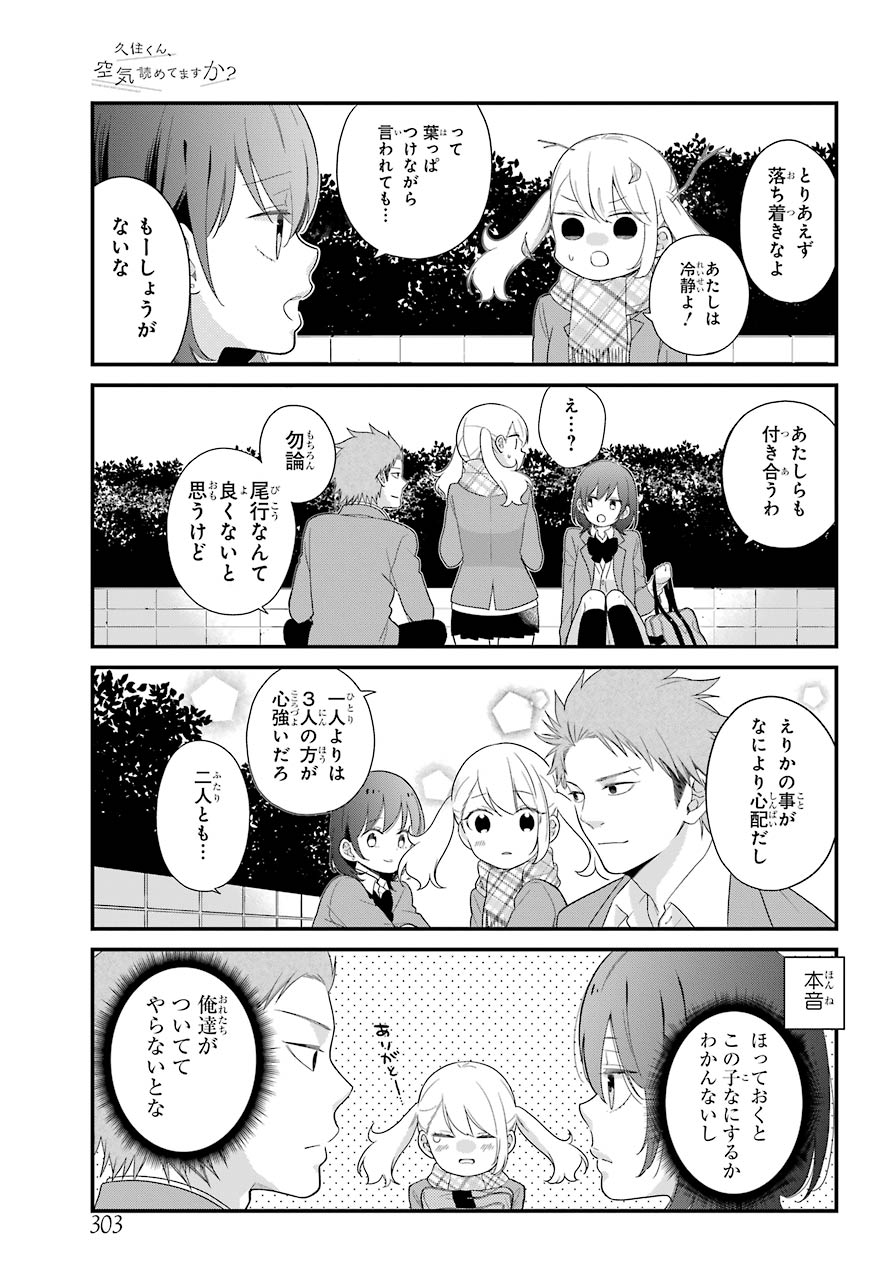 久住くん、
空気読めてますか?
とりあえず
落ち着きなよ
あたしは
冷静よ!
って
葉っぱ
つけながら
言われても…
もーしょうが
ないな
あたしらも
付き合うわ
え…?
勿論
尾行なんて
良くないと
思うけど
えりかの事が
なにより心配だし
一人よりは
3人の方が
心強いだろ
二人とも…
本音
ほっておくと
この子なにするか
わかんないし
ありがとー
俺達が
ついてて
やらないとな
303